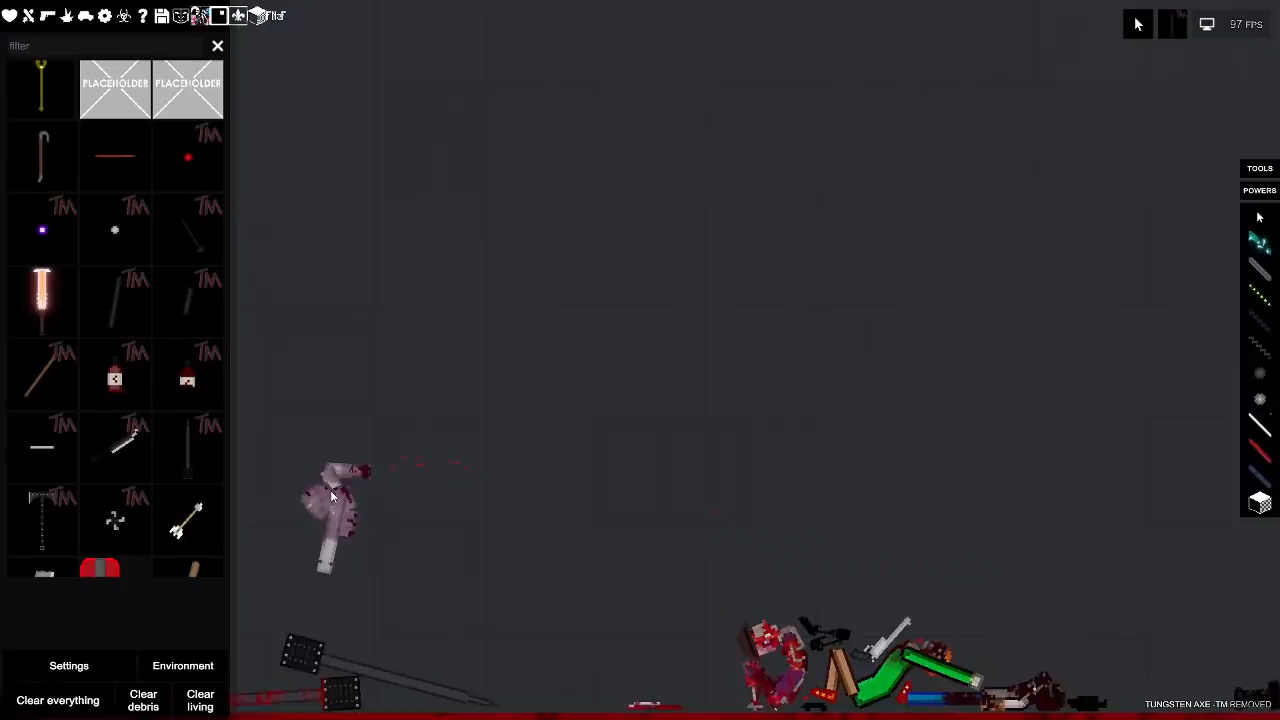 97 FPS
filter
PLACEHOLDER PLACEHOLDER
TM
TM TM TM
TM TM
TM TM TM
TM TM TM
TM TM
TOOLS
POWERS
Settings Environment
Clear everything Clear debris Clear living
TUNGSTEN AXE -TM REMOVED